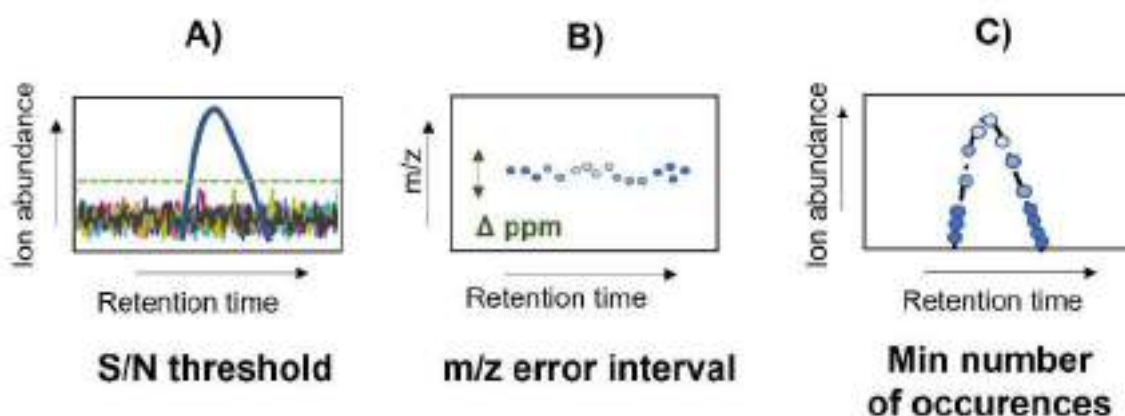 A)
B)
C)
Ion abundance
m/z
Δ ppm
Ion abundance
Retention time
Retention time
Retention time
S/N threshold
m/z error interval
Min number
of occurences